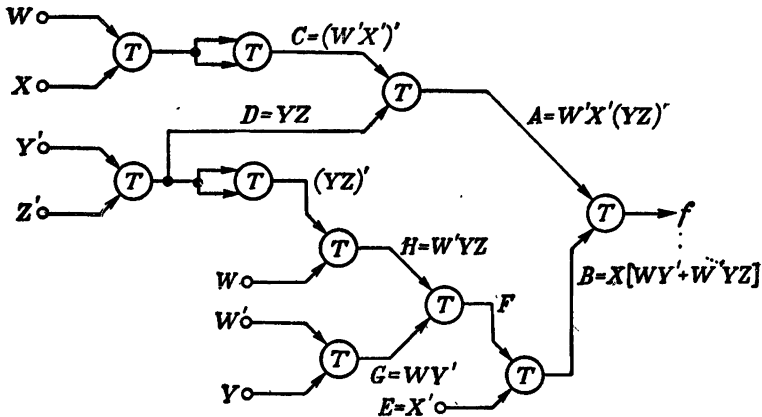 W
T
T
C=(W'X')'
X
T
D=YZ
A=W'X'(YZ)'
Y'
T
T
(YZ)'
Z'
T
f
T
H=W'YZ
B=X[WY'+W'YZ]
W
W'
T
F
T
G=WY'
T
Y
E=X'